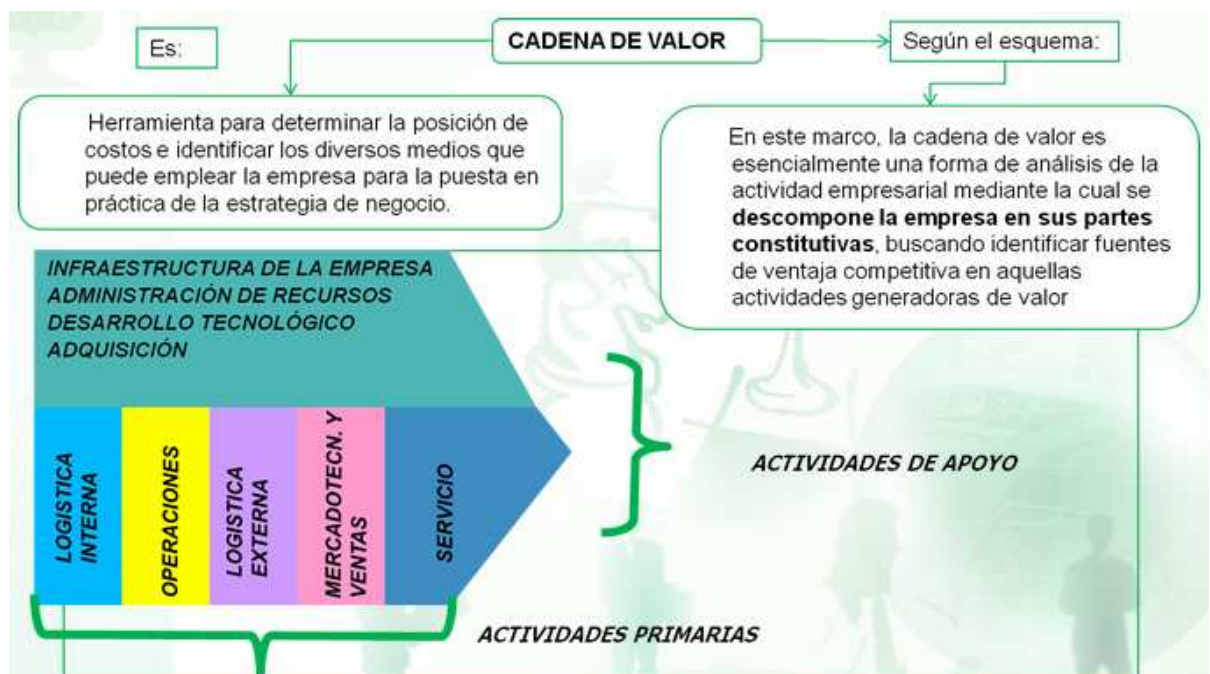 Es:
CADENA DE VALOR
Según el esquema:
Herramienta para determinar la posición de
costos e identificar los diversos medios que
puede emplear la empresa para la puesta en
práctica de la estrategia de negocio.
En este marco, la cadena de valor es
esencialmente una forma de análisis de la
actividad empresarial mediante la cual se
descompone la empresa en sus partes
constitutivas, buscando identificar fuentes
de ventaja competitiva en aquellas
actividades generadoras de valor
INFRAESTRUCTURA DE LA EMPRESA
ADMINISTRACIÓN DE RECURSOS
DESARROLLO TECNOLÓGICO
ADQUISICIÓN
LOGISTICA
INTERNA
OPERACIONES
LOGISTICA
EXTERNA
MERCADOTECN. Y
VENTAS
SERVICIO
ACTIVIDADES DE APOYO
ACTIVIDADES PRIMARIAS